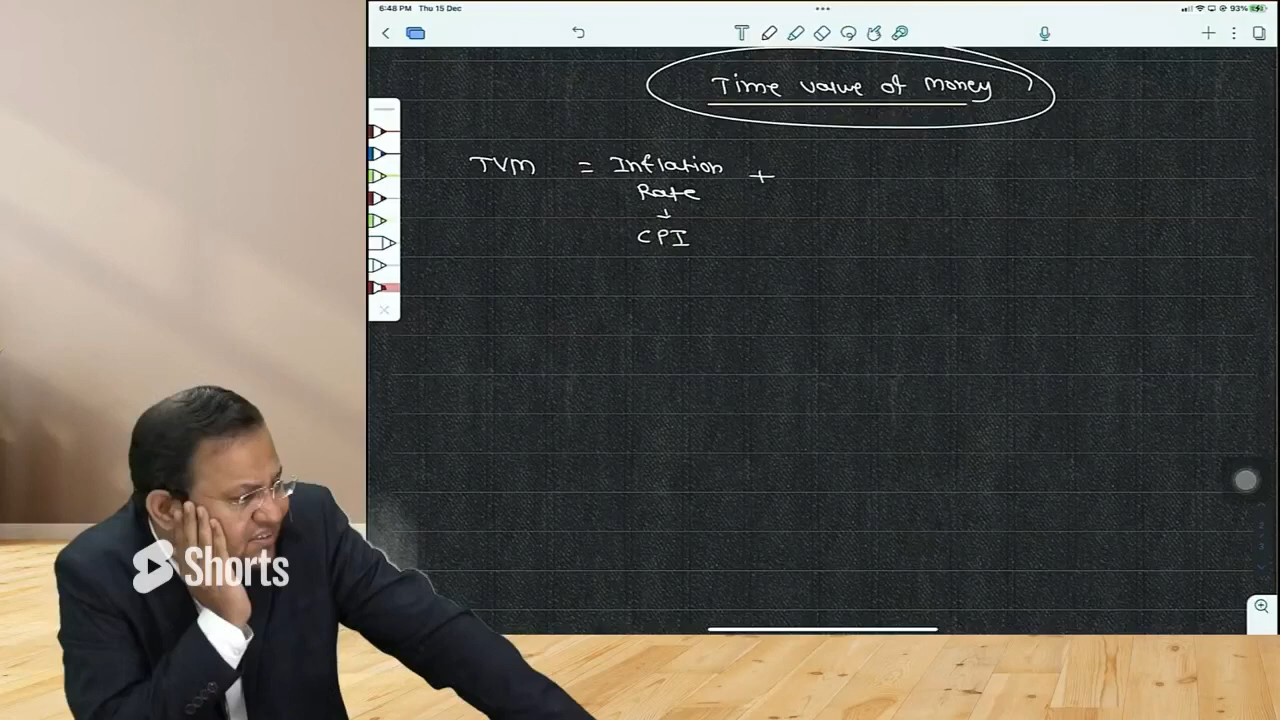 6:48 PM Thu 15 Dec
93%
Time value of money
TVM = Inflation +
Rate
CPI
Shorts